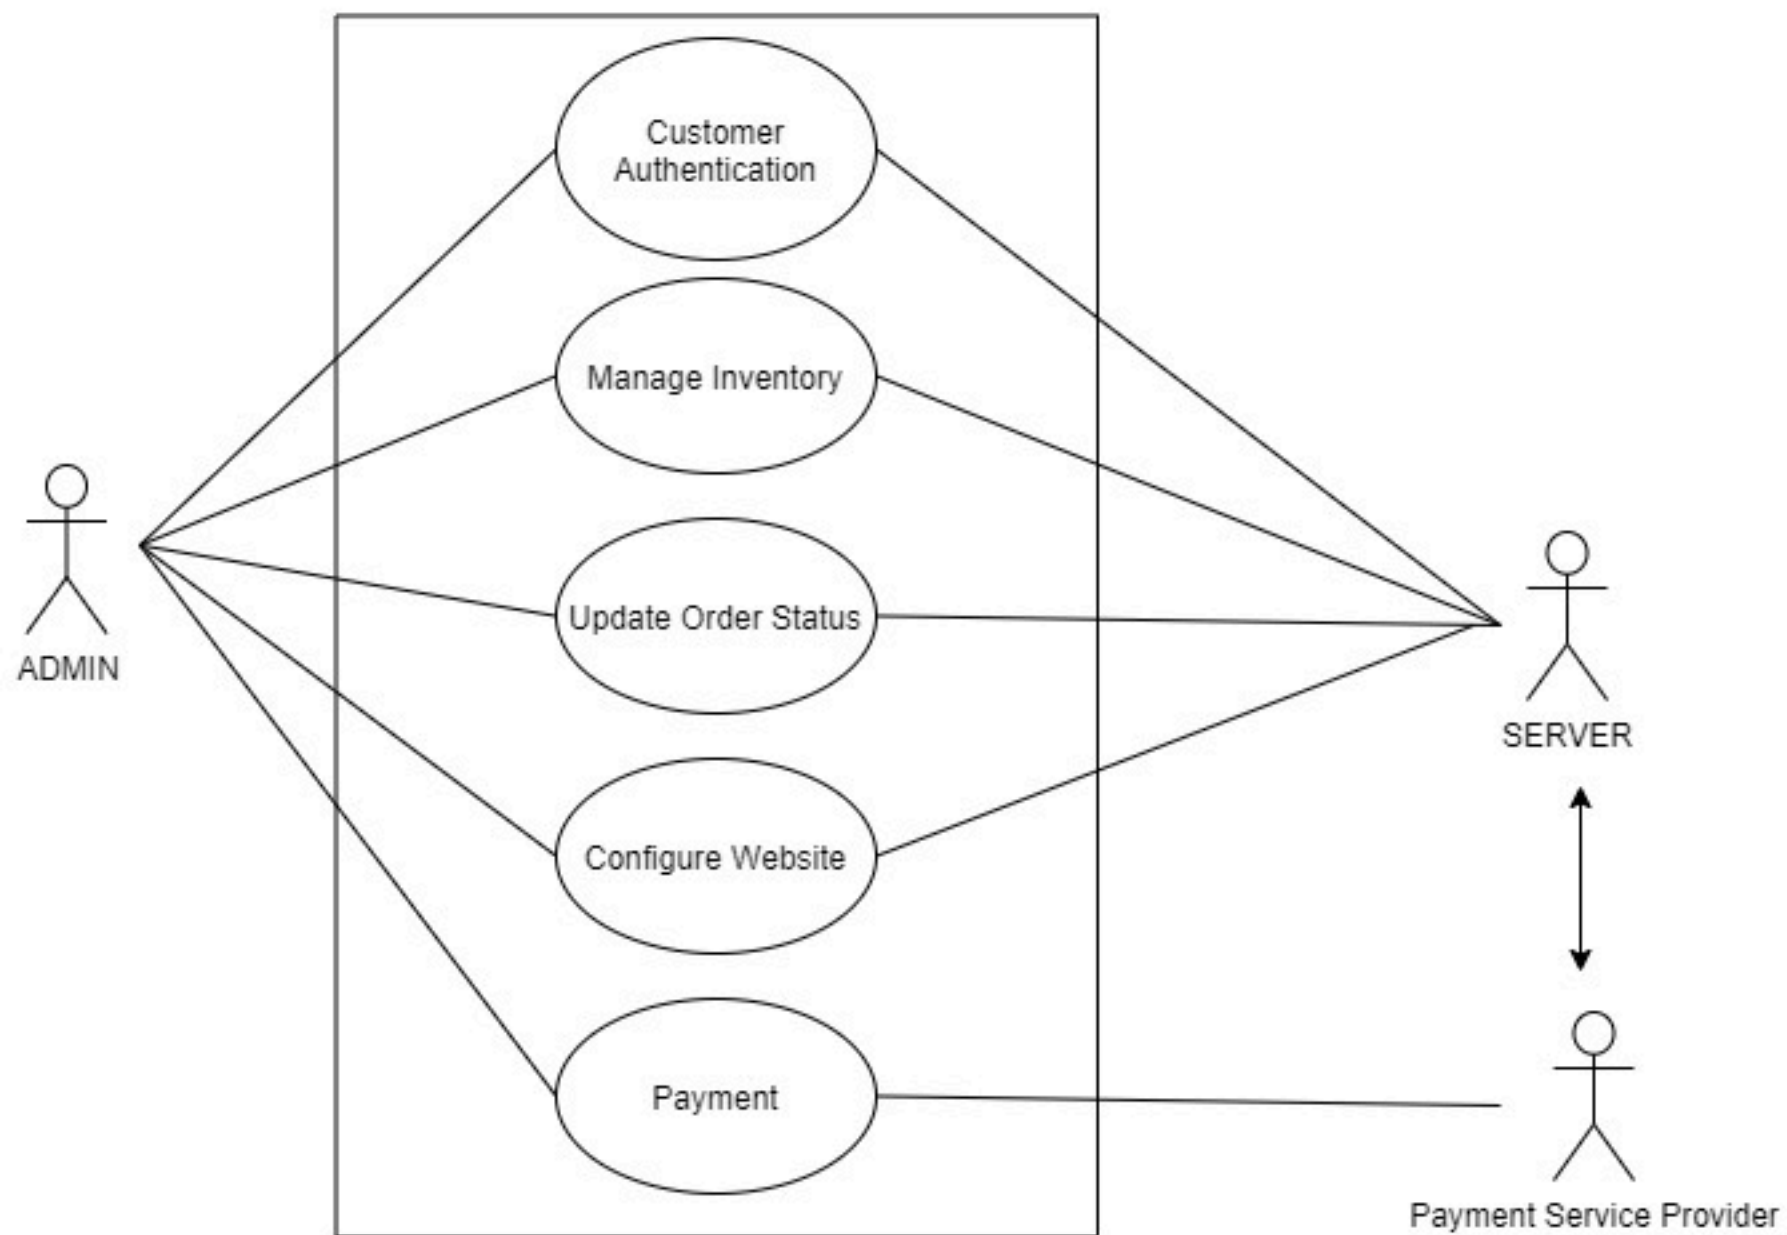 Customer
Authentication
Manage Inventory
Update Order Status
ADMIN
SERVER
Configure Website
Payment
Payment Service Provider